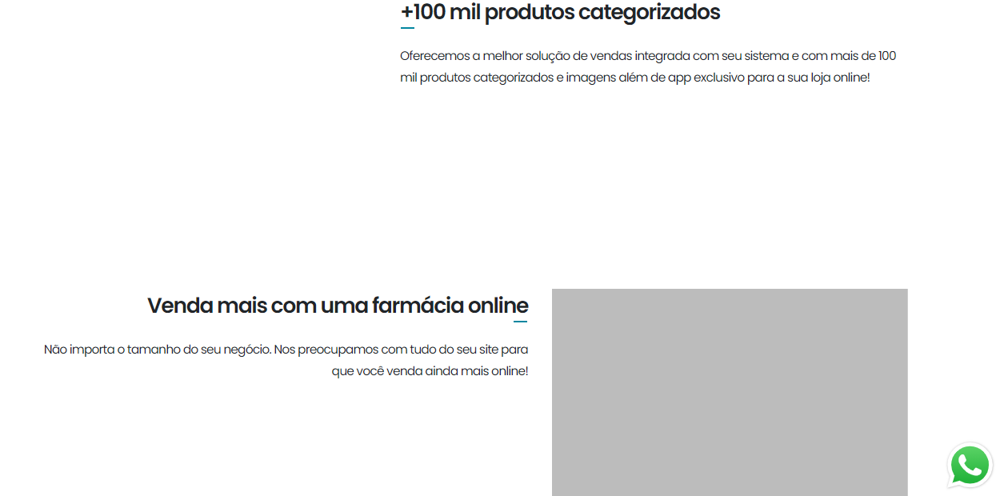 +100 mil produtos categorizados
Oferecemos a melhor solução de vendas integrada com seu sistema e com mais de 100
mil produtos categorizados e imagens além de app exclusivo para a sua loja online!
Venda mais com uma farmácia online
Não importa o tamanho do seu negócio. Nos preocupamos com tudo do seu site para
que você venda ainda mais online!